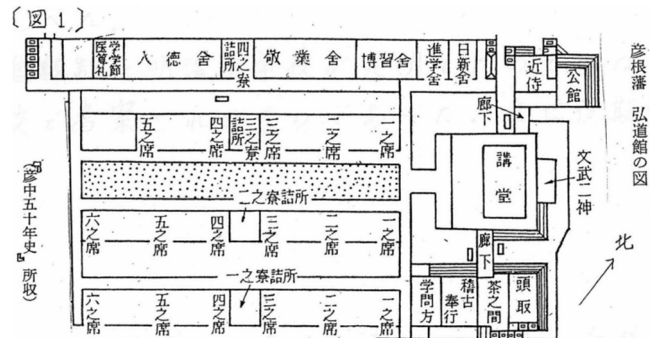 〔図1〕
彦根藩 弘道館の図
公館
近侍
日新舎
進学舎
博習舎
敬業舎
四之寮
詰所
入徳舎
廊下
講堂
文武二神
一之席
二之席
三之席
三之寮
詰所
四之席
五之席
二之寮詰所
一之席
二之席
三之席
四之席
五之席
六之席
一之寮詰所
一之席
二之席
三之席
四之席
五之席
六之席
廊下
頭取
茶之間
稽古奉行
学問方
北
(彦中五十年史』所収)